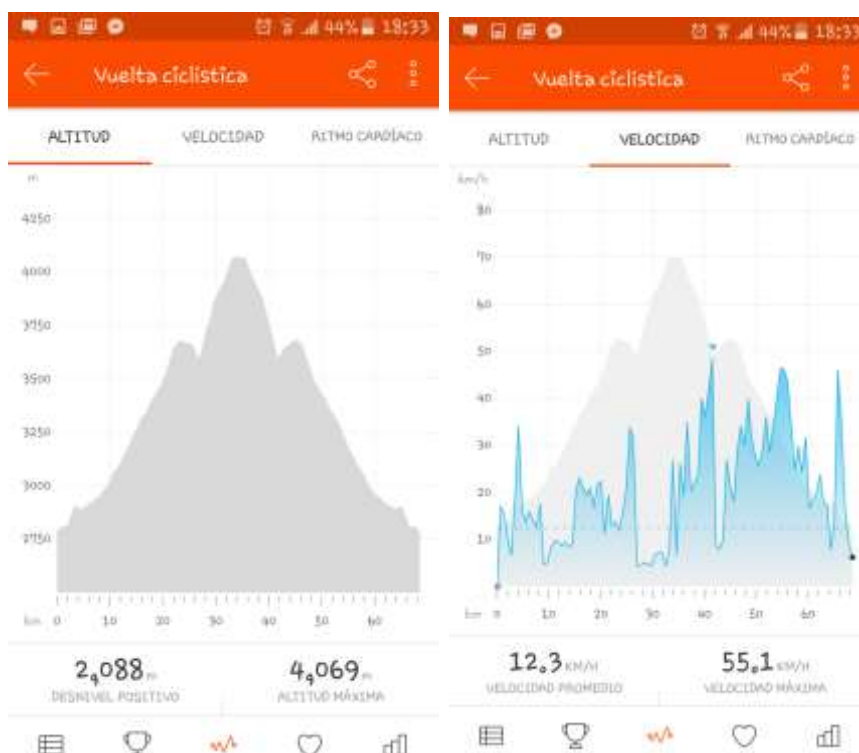 44% 18:33
Vuelta ciclística
ALTITUD VELOCIDAD RITMO CARDÍACO
m
4250
4000
3750
3500
3250
3000
2750
km 0 10 20 30 40 50 60
2,088 m
DESNIVEL POSITIVO
4,069 m
ALTITUD MÁXIMA
44% 18:33
Vuelta ciclística
ALTITUD VELOCIDAD RITMO CARDÍACO
km/h
80
70
60
50
40
30
20
10
km 0 10 20 30 40 50 60
12.3 KM/H
VELOCIDAD PROMEDIO
55.1 KM/H
VELOCIDAD MÁXIMA